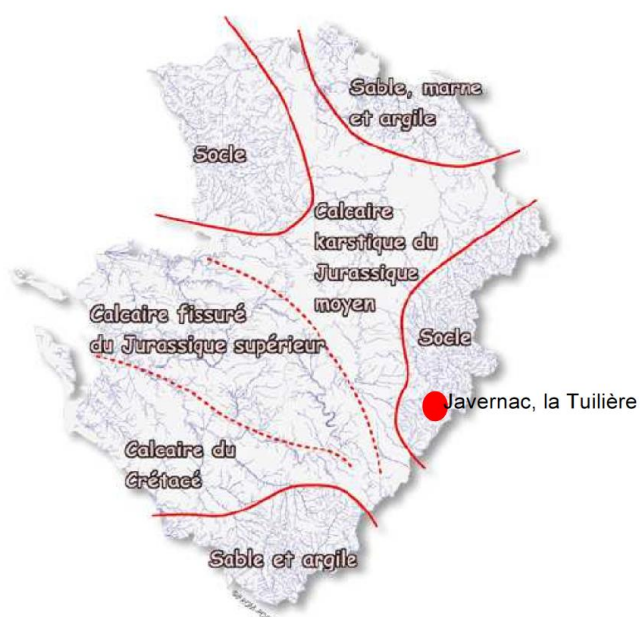 Sable, marne
et argile
Socle
Calcaire
karstique du
Jurassique
moyen
Calcaire fissuré
du Jurassique supérieur
Socle
Javernac, la Tuilière
Calcaire du
Crétacé
Sable et argile